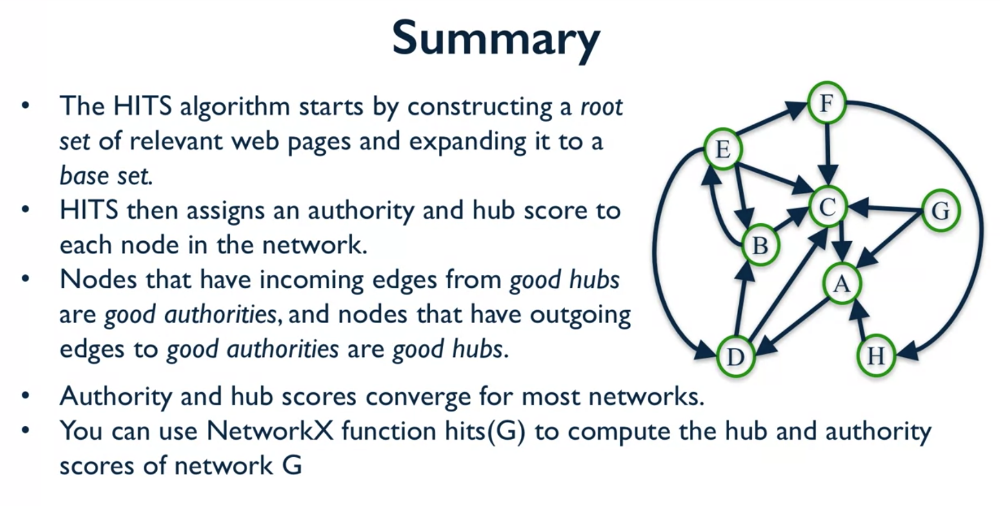 Summary
• The HITS algorithm starts by constructing a root
set of relevant web pages and expanding it to a
base set.
• HITS then assigns an authority and hub score to
each node in the network.
• Nodes that have incoming edges from good hubs
are good authorities, and nodes that have outgoing
edges to good authorities are good hubs.
• Authority and hub scores converge for most networks.
• You can use NetworkX function hits(G) to compute the hub and authority
scores of network G
F
E
C
G
B
A
D
H